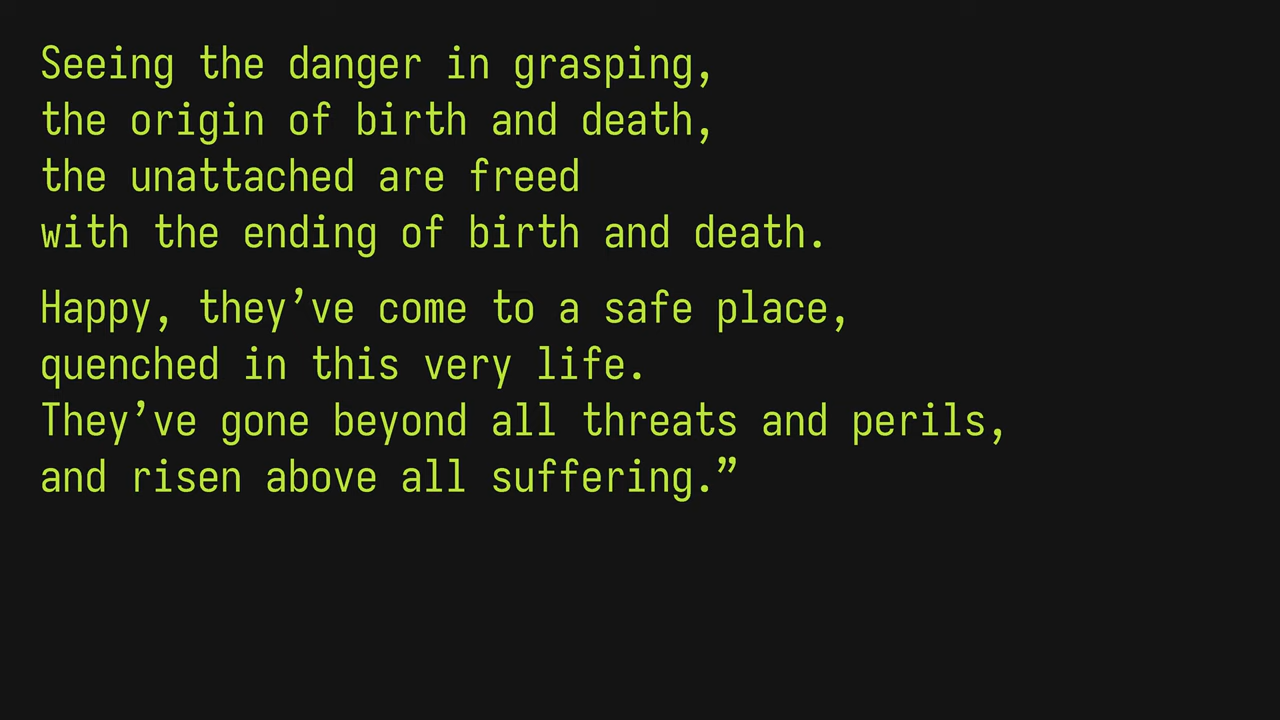 Seeing the danger in grasping,
the origin of birth and death,
the unattached are freed
with the ending of birth and death.
Happy, they’ve come to a safe place,
quenched in this very life.
They’ve gone beyond all threats and perils,
and risen above all suffering.”